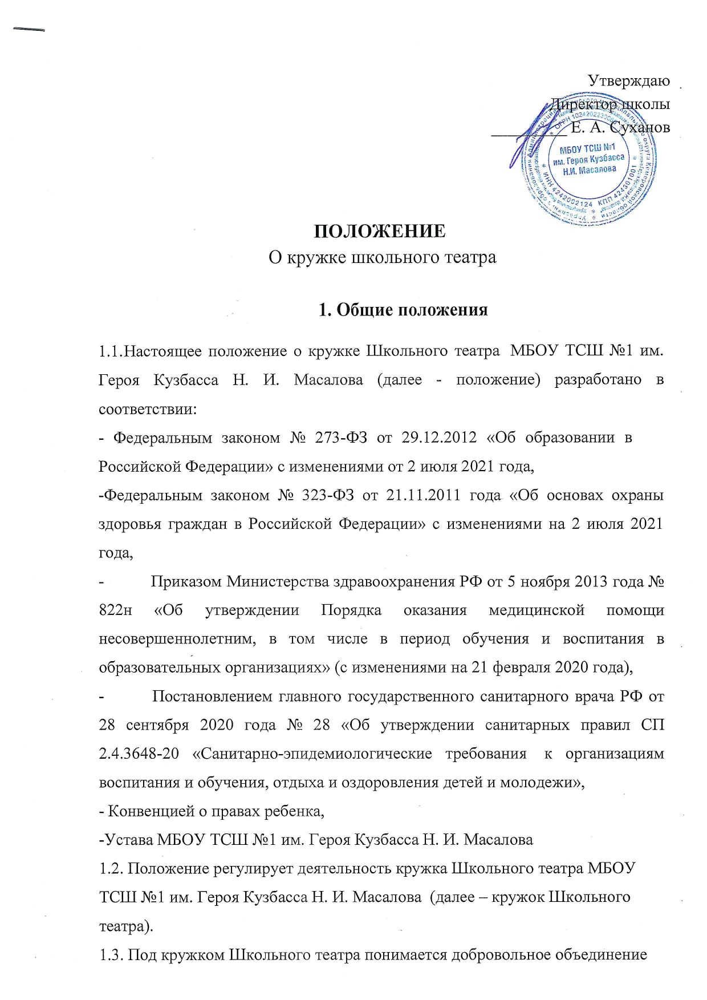 Утверждаю
Директор школы
_________ Е. А. Суханов
ОГРН 1024202230060
МБОУ ТСШ №1
им. Героя Кузбасса
Н.И. Масалова
ИНН 4242002124 КПП 424301001
ПОЛОЖЕНИЕ
О кружке школьного театра
1. Общие положения
1.1.Настоящее положение о кружке Школьного театра МБОУ ТСШ №1 им.
Героя Кузбасса Н. И. Масалова (далее - положение) разработано в
соответствии:
- Федеральным законом № 273-ФЗ от 29.12.2012 «Об образовании в
Российской Федерации» с изменениями от 2 июля 2021 года,
-Федеральным законом № 323-ФЗ от 21.11.2011 года «Об основах охраны
здоровья граждан в Российской Федерации» с изменениями на 2 июля 2021
года,
- Приказом Министерства здравоохранения РФ от 5 ноября 2013 года №
822н «Об утверждении Порядка оказания медицинской помощи
несовершеннолетним, в том числе в период обучения и воспитания в
образовательных организациях» (с изменениями на 21 февраля 2020 года),
- Постановлением главного государственного санитарного врача РФ от
28 сентября 2020 года № 28 «Об утверждении санитарных правил СП
2.4.3648-20 «Санитарно-эпидемиологические требования к организациям
воспитания и обучения, отдыха и оздоровления детей и молодежи»,
- Конвенцией о правах ребенка,
-Устава МБОУ ТСШ №1 им. Героя Кузбасса Н. И. Масалова
1.2. Положение регулирует деятельность кружка Школьного театра МБОУ
ТСШ №1 им. Героя Кузбасса Н. И. Масалова (далее – кружок Школьного
театра).
1.3. Под кружком Школьного театра понимается добровольное объединение